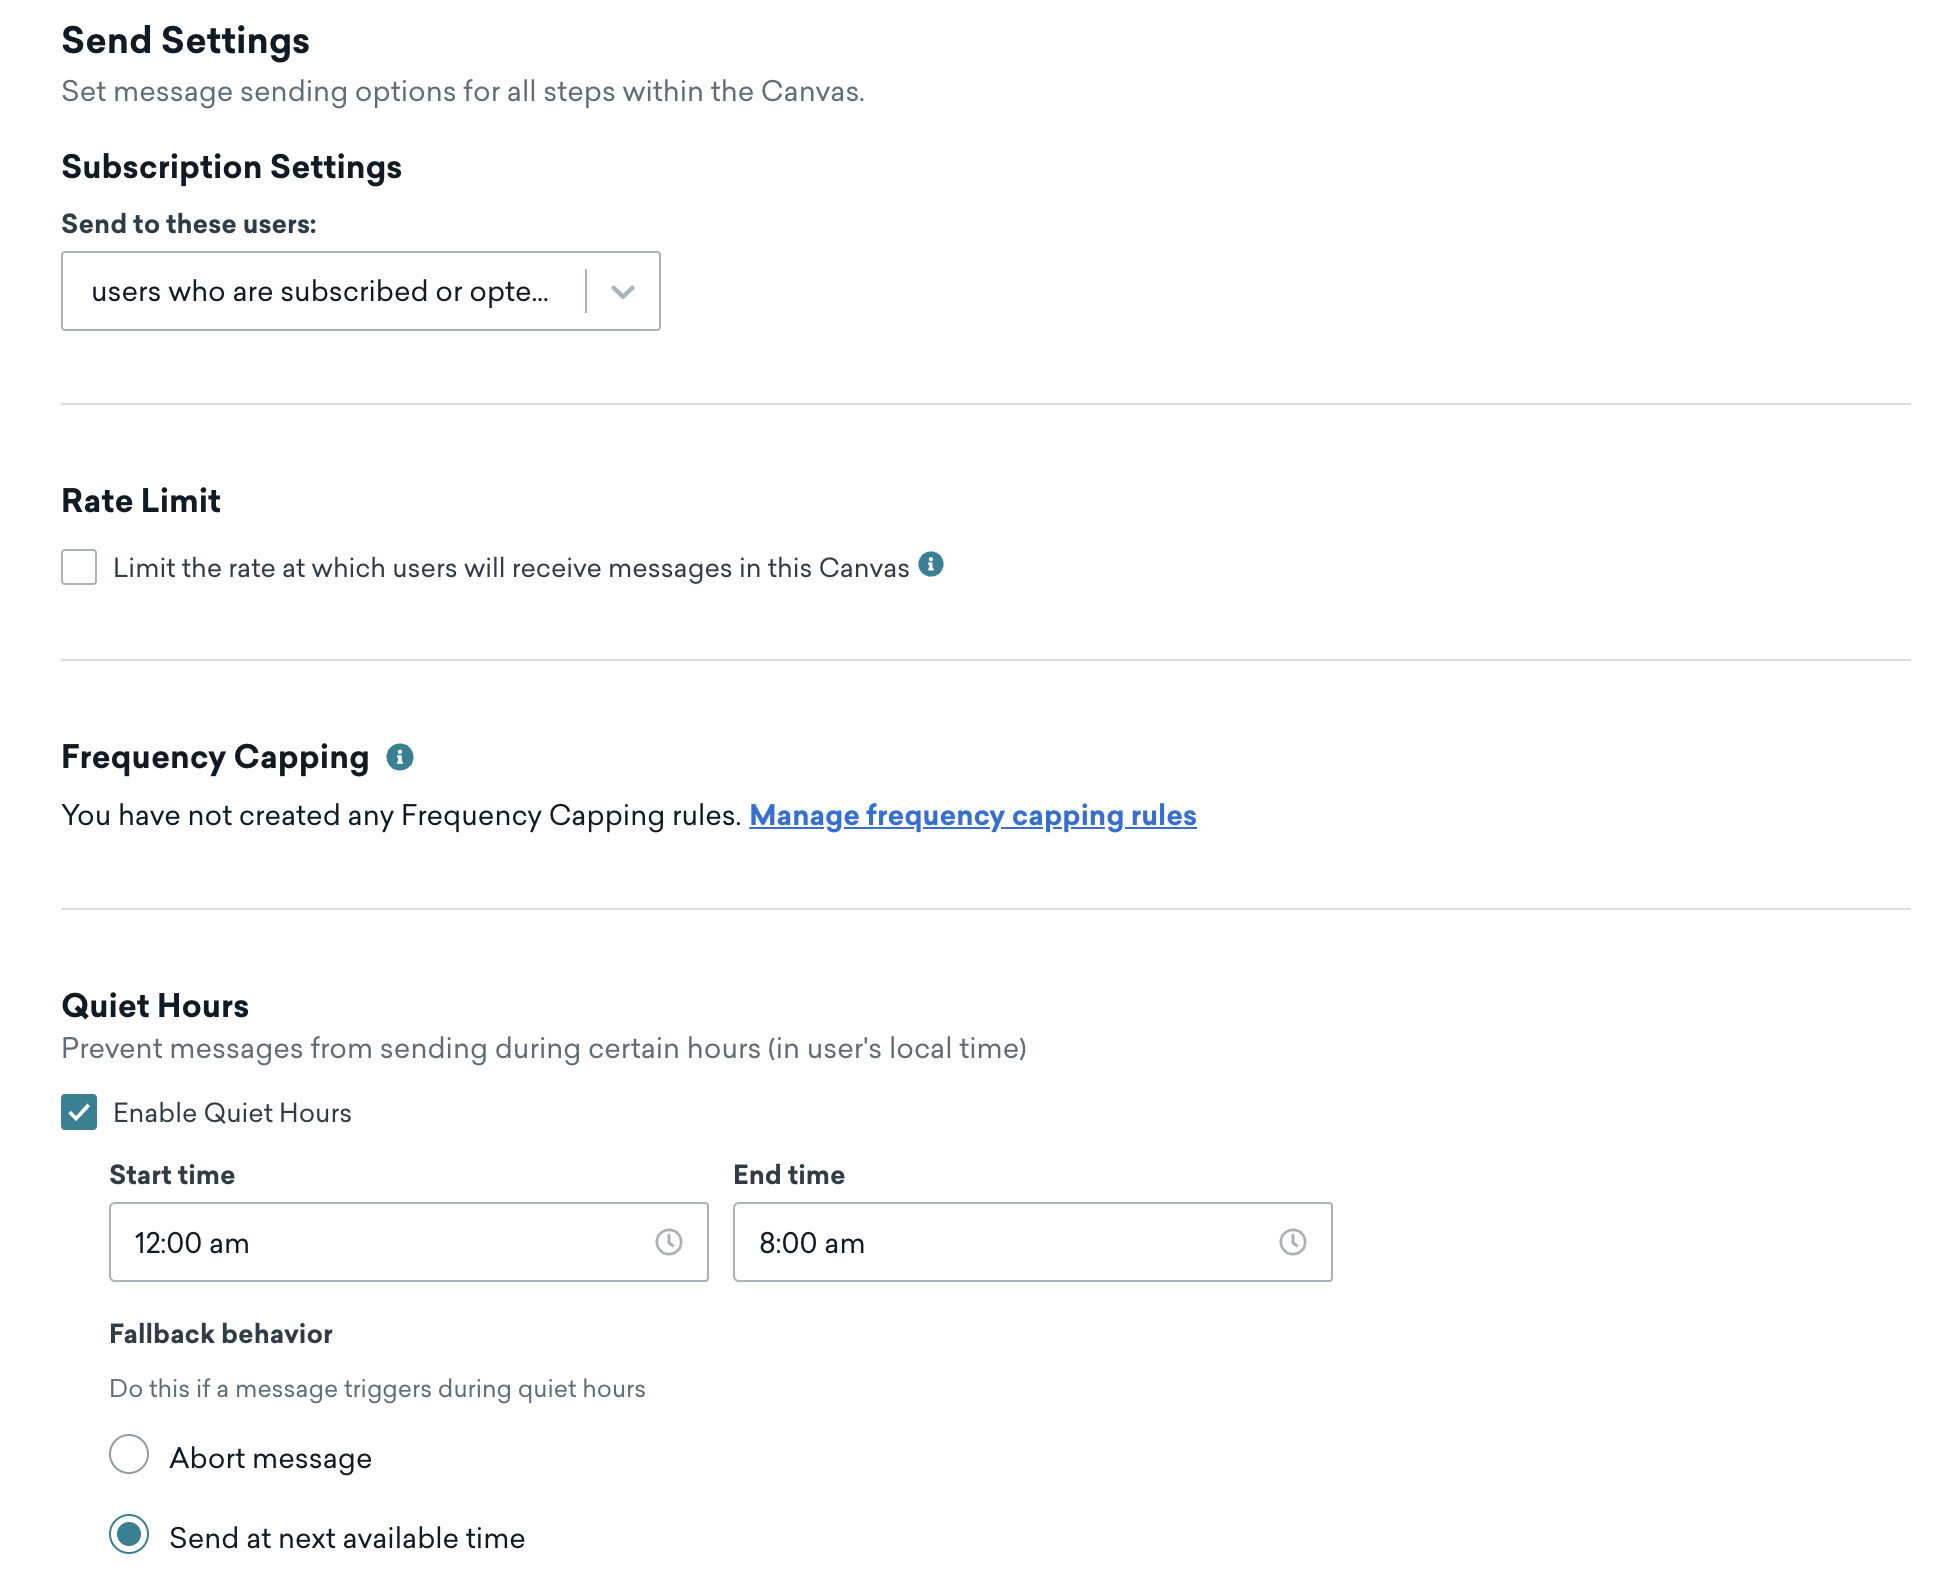 Send Settings
Set message sending options for all steps within the Canvas.
Subscription Settings
Send to these users:
users who are subscribed or opte...
Rate Limit
Limit the rate at which users will receive messages in this Canvas
Frequency Capping
You have not created any Frequency Capping rules. Manage frequency capping rules
Quiet Hours
Prevent messages from sending during certain hours (in user's local time)
Enable Quiet Hours
Start time End time
12:00 am 8:00 am
Fallback behavior
Do this if a message triggers during quiet hours
Abort message
Send at next available time